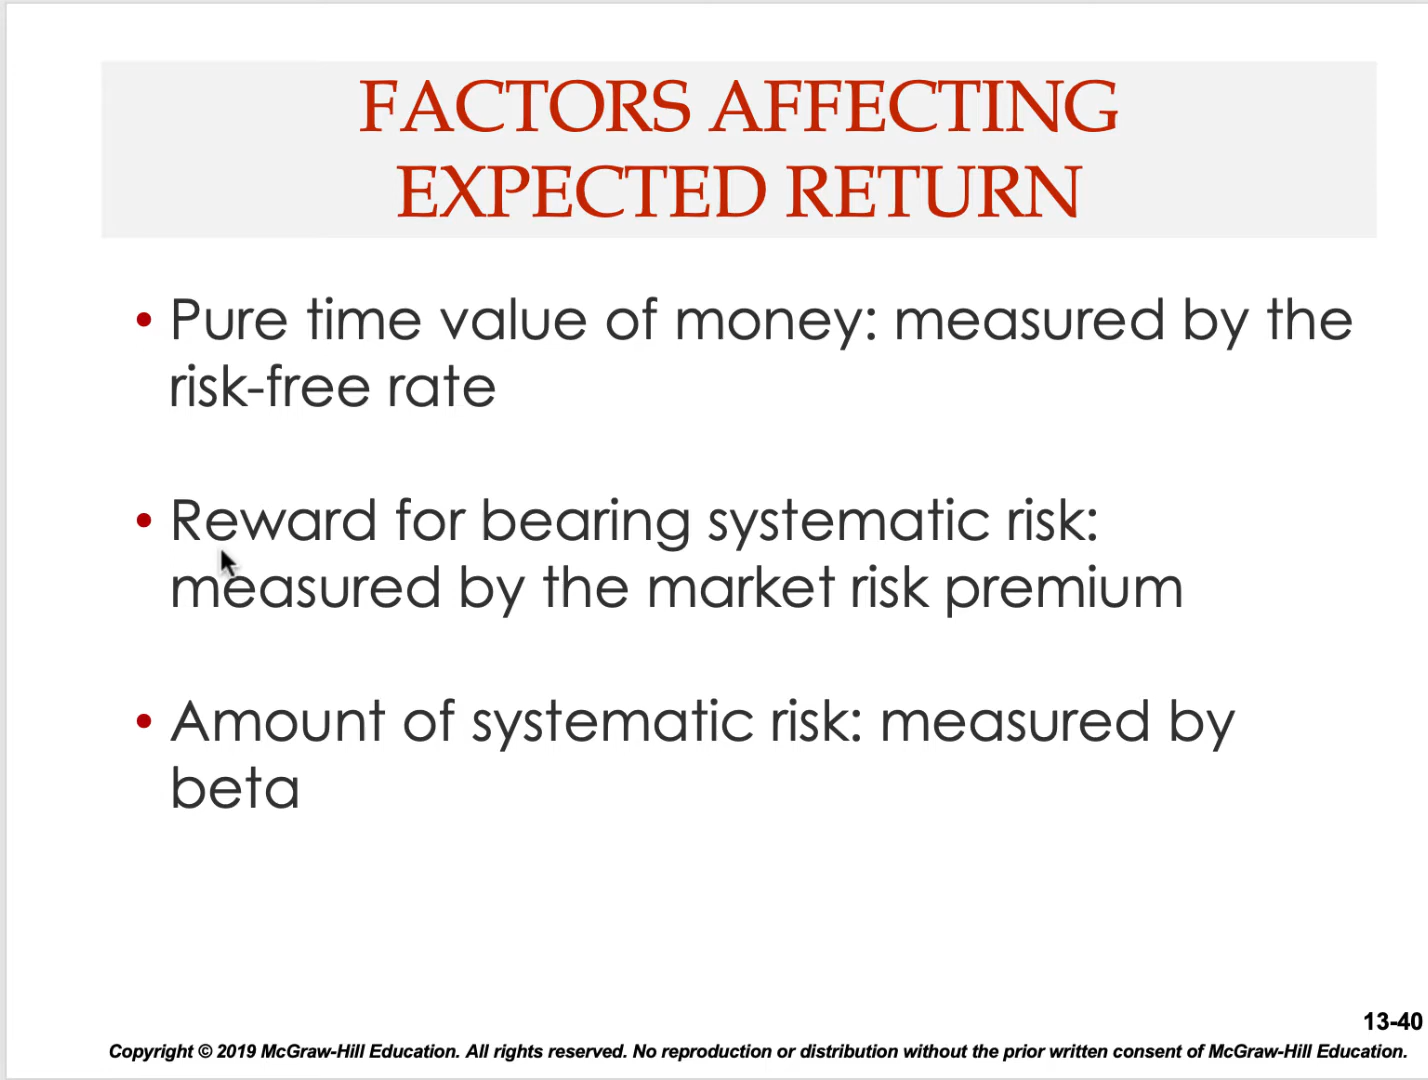 FACTORS AFFECTING
EXPECTED RETURN
• Pure time value of money: measured by the
risk-free rate
• Reward for bearing systematic risk:
measured by the market risk premium
• Amount of systematic risk: measured by
beta
13-40
Copyright © 2019 McGraw-Hill Education. All rights reserved. No reproduction or distribution without the prior written consent of McGraw-Hill Education.